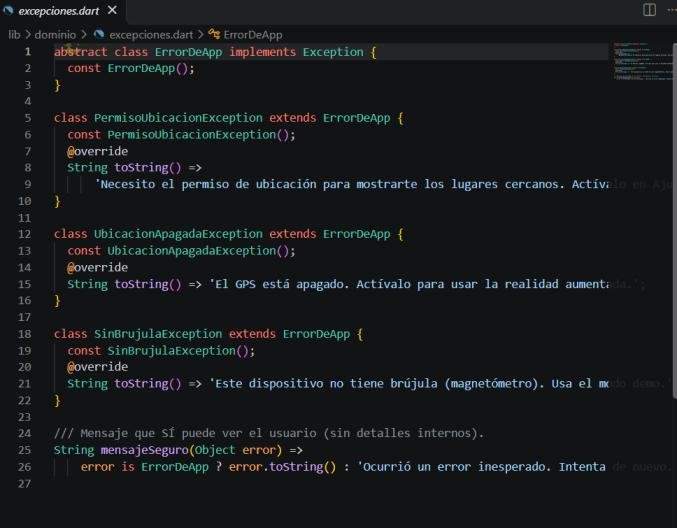 excepciones.dart
lib > dominio > excepciones.dart > ErrorDeApp
1 abstract class ErrorDeApp implements Exception {
2 const ErrorDeApp();
3 }
4
5 class PermisoUbicacionException extends ErrorDeApp {
6 const PermisoUbicacionException();
7 @override
8 String toString() =>
9 'Necesito el permiso de ubicación para mostrarte los lugares cercanos. Actívalo en Aju
10 }
11
12 class UbicacionApagadaException extends ErrorDeApp {
13 const UbicacionApagadaException();
14 @override
15 String toString() => 'El GPS está apagado. Actívalo para usar la realidad aumentada.';
16 }
17
18 class SinBrujulaException extends ErrorDeApp {
19 const SinBrujulaException();
20 @override
21 String toString() => 'Este dispositivo no tiene brújula (magnetómetro). Usa el modo demo.'
22 }
23
24 /// Mensaje que SÍ puede ver el usuario (sin detalles internos).
25 String mensajeSeguro(Object error) =>
26 error is ErrorDeApp ? error.toString() : 'Ocurrió un error inesperado. Intenta de nuevo.
27